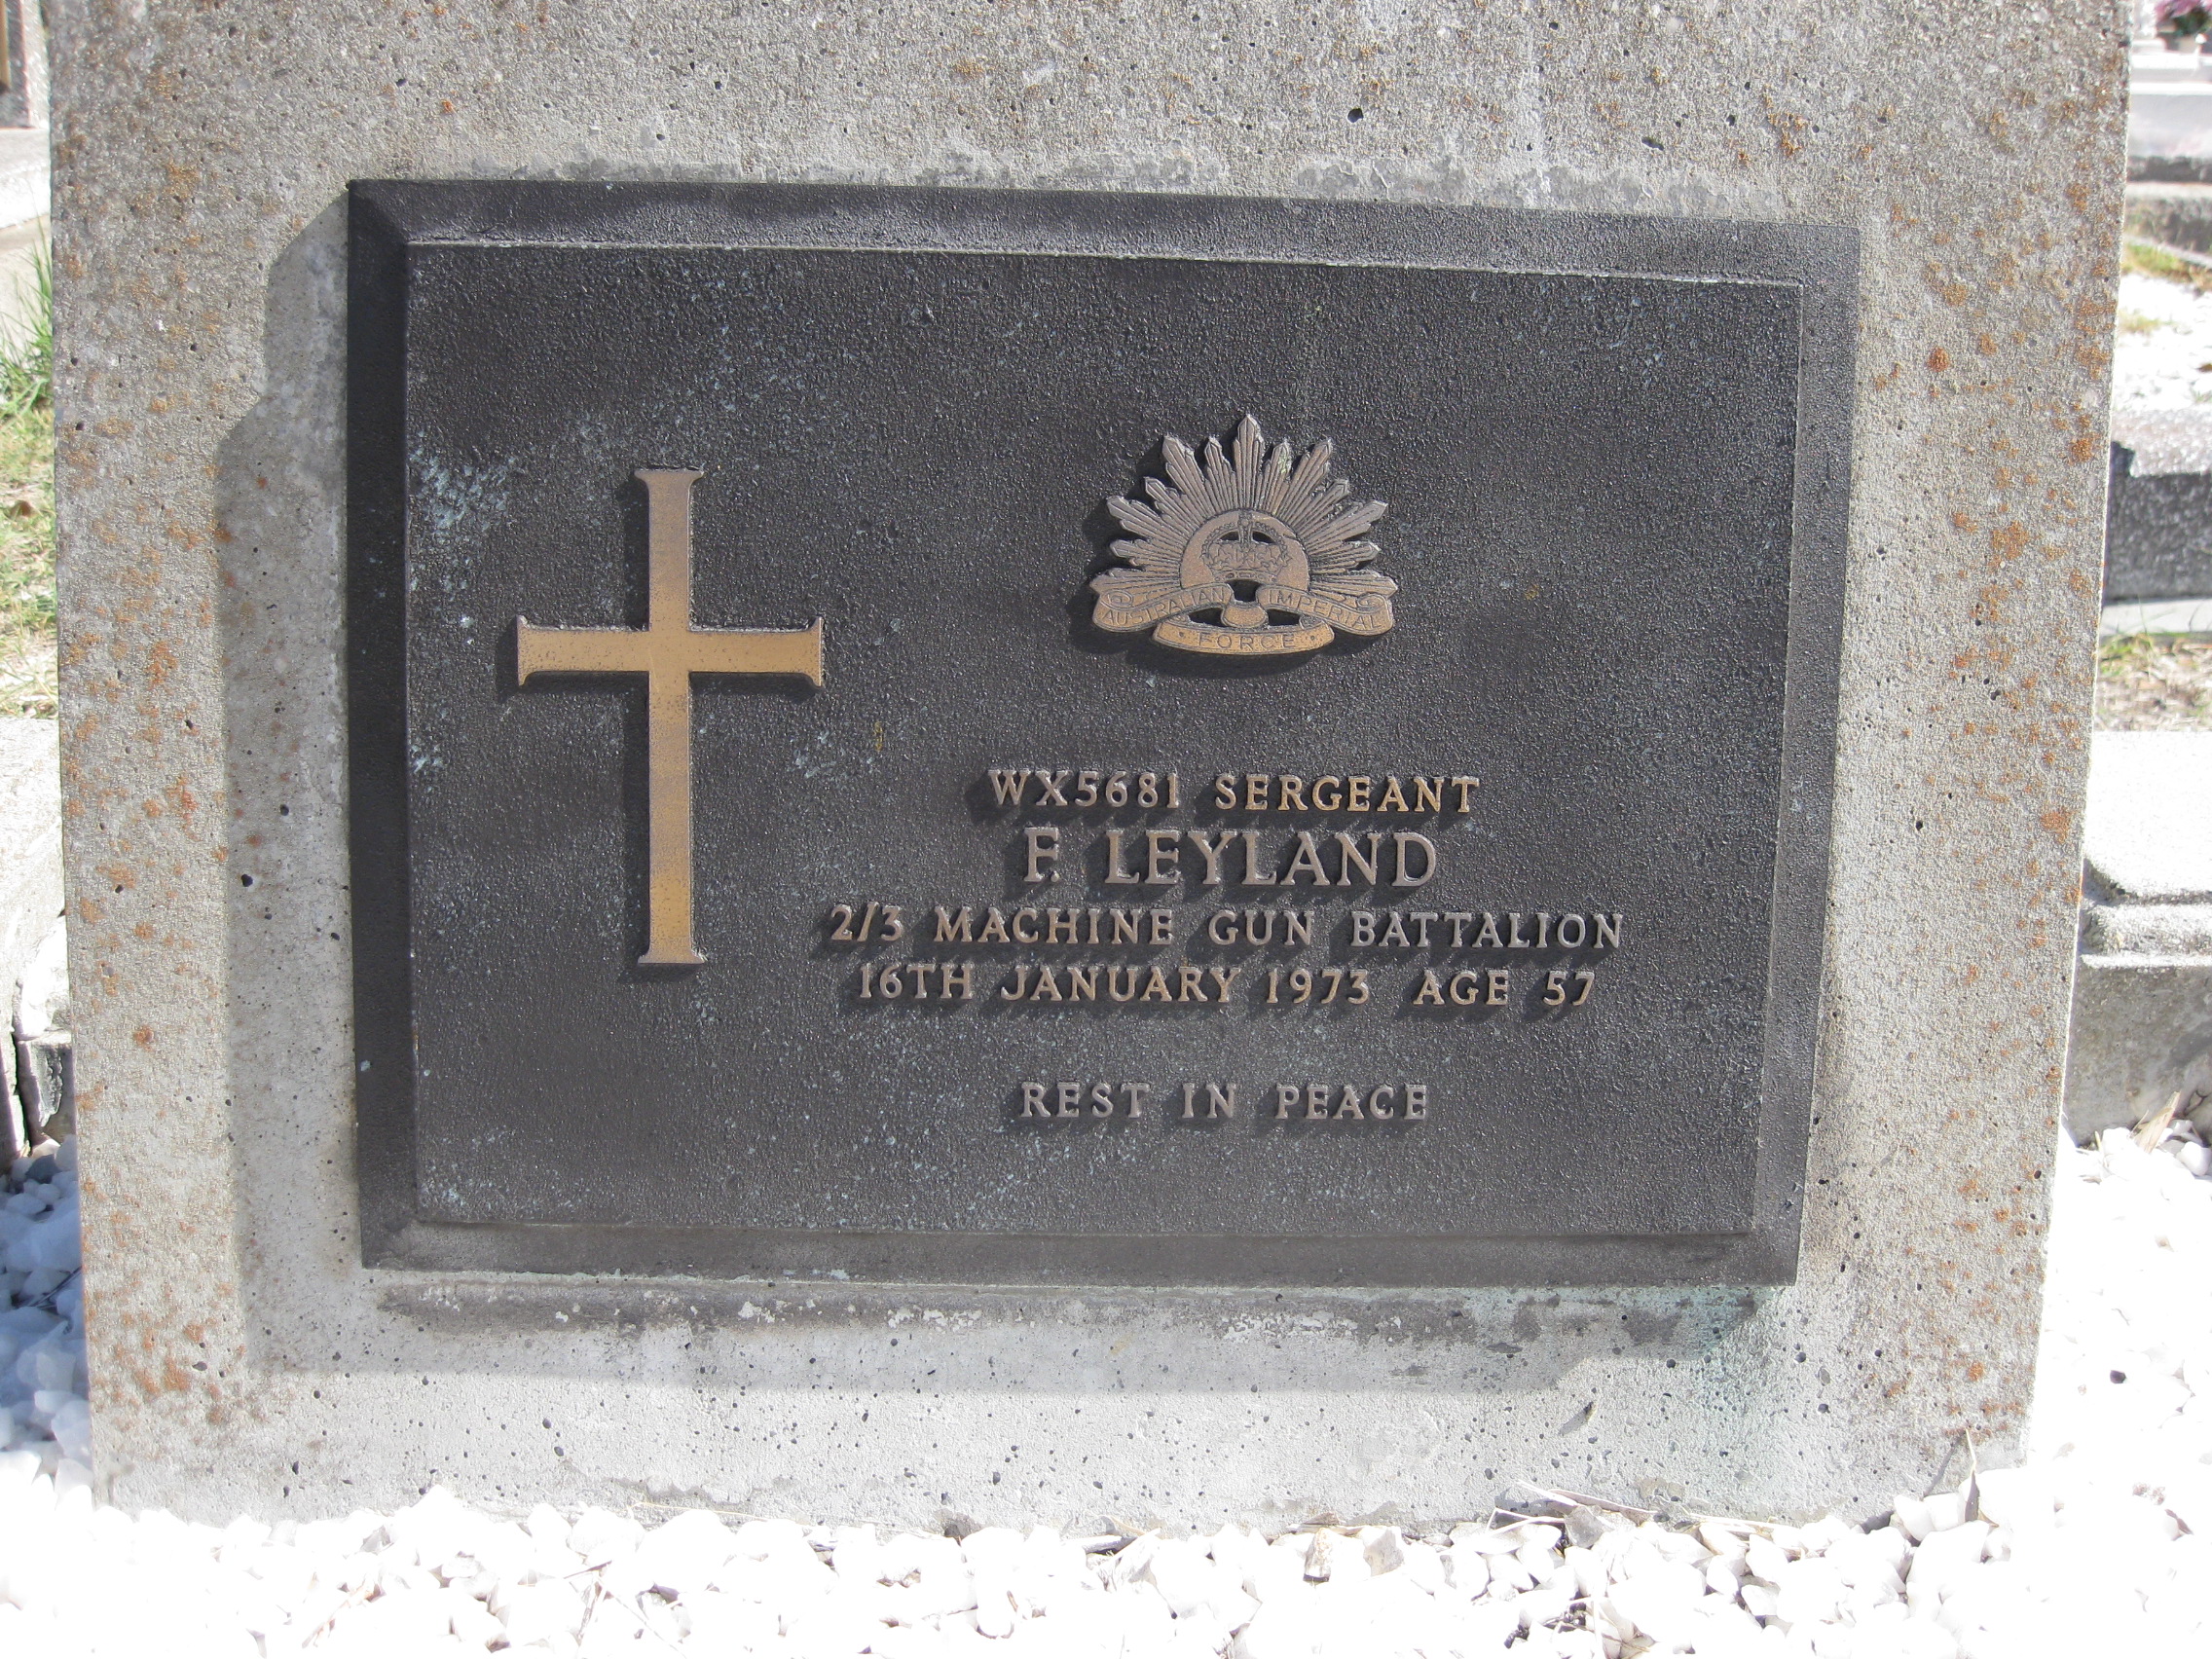 AUSTRALIAN IMPERIAL
FORCE
WX5681 SERGEANT
F. LEYLAND
2/3 MACHINE GUN BATTALION
16TH JANUARY 1973 AGE 57
REST IN PEACE